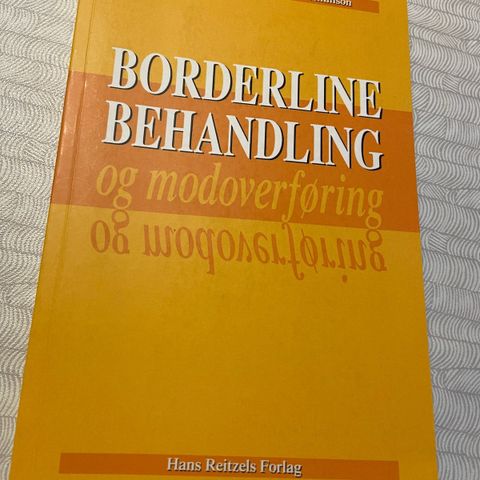 BORDERLINE
BEHANDLING
og modoverføring
og modoverføring
Hans Reitzels Forlag